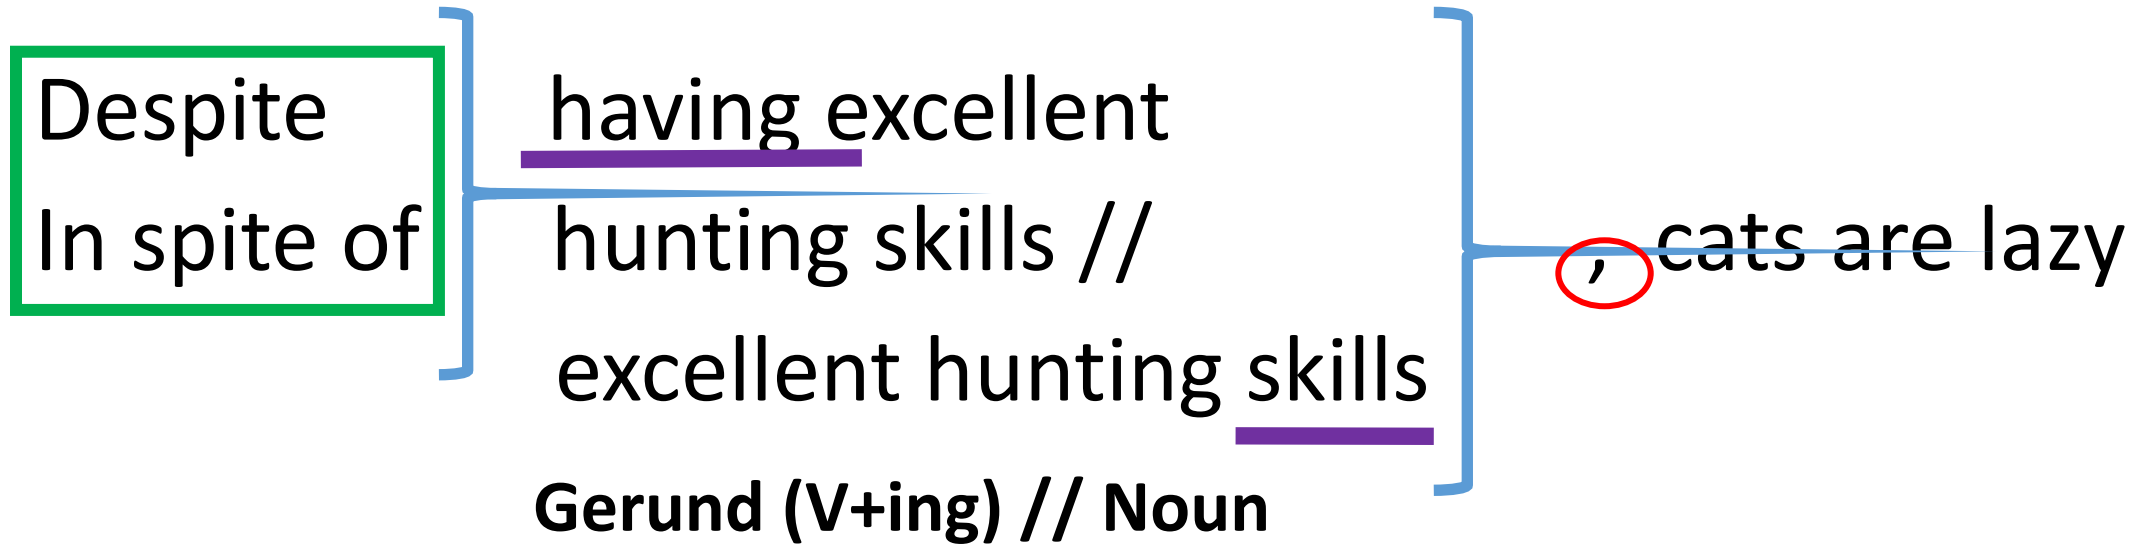 Despite having excellent
In spite of hunting skills // , cats are lazy
excellent hunting skills
Gerund (V+ing) // Noun